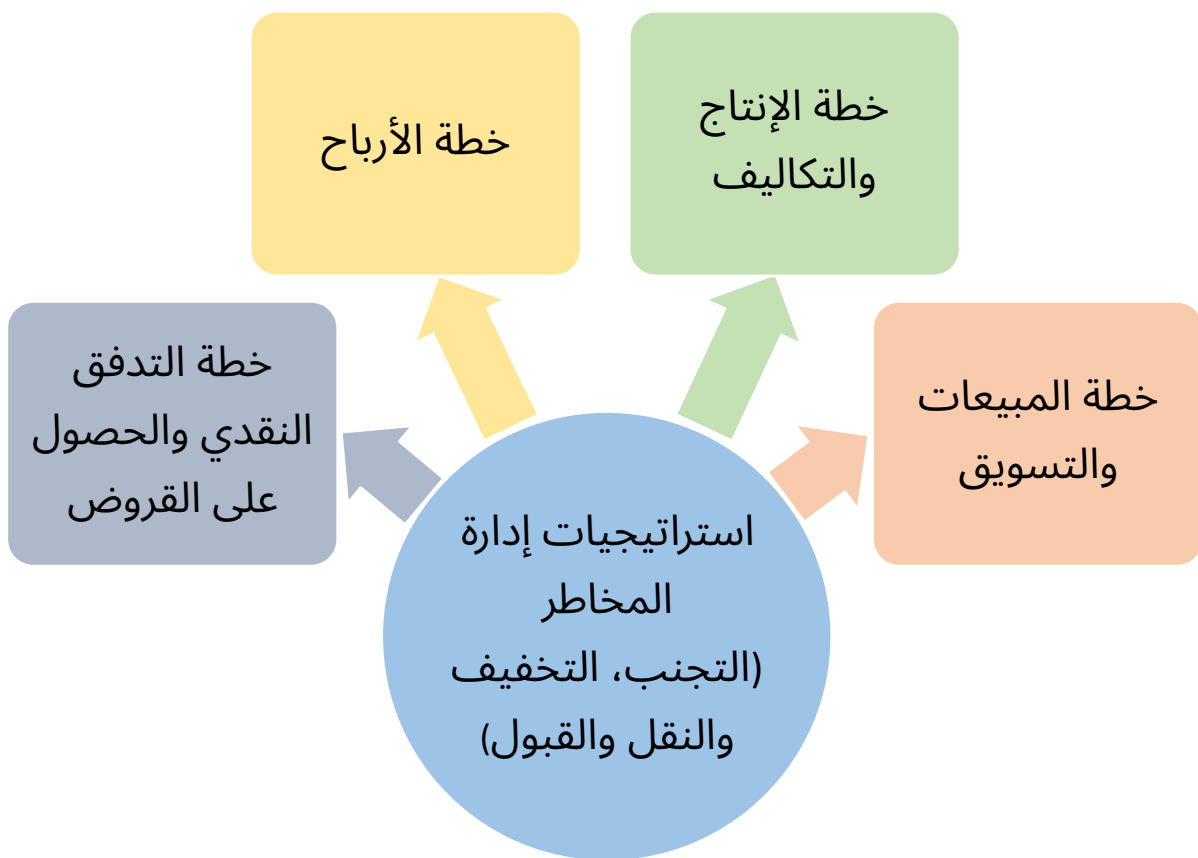 خطة الأرباح
خطة الإنتاج
والتكاليف
خطة التدفق
النقدي والحصول
على القروض
خطة المبيعات
والتسويق
استراتيجيات إدارة
المخاطر
(التجنب، التخفيف
والنقل والقبول)